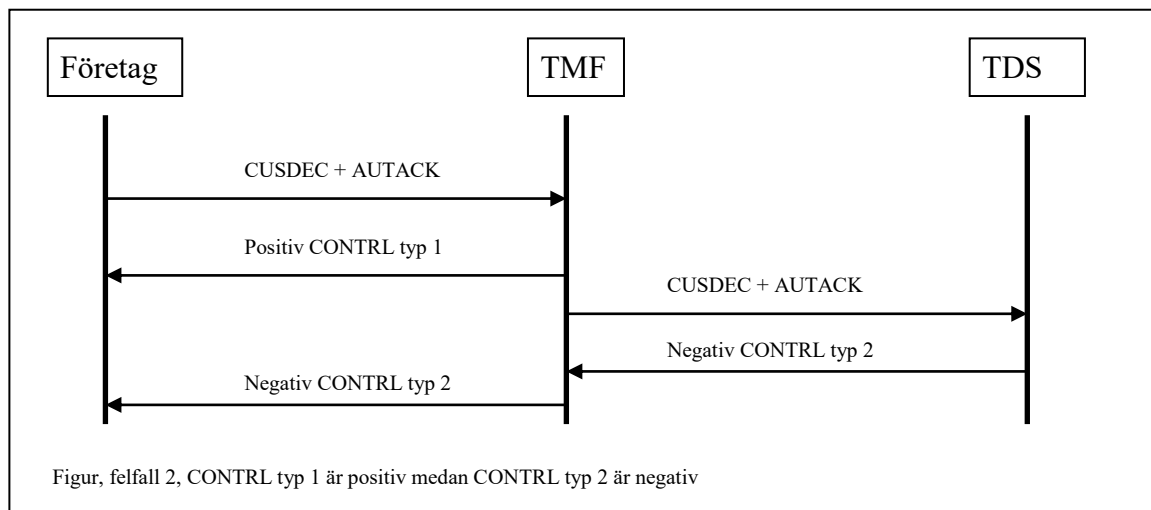 Företag
TMF
TDS
CUSDEC + AUTACK
Positiv CONTRL typ 1
CUSDEC + AUTACK
Negativ CONTRL typ 2
Negativ CONTRL typ 2
Figur, felfall 2, CONTRL typ 1 är positiv medan CONTRL typ 2 är negativ